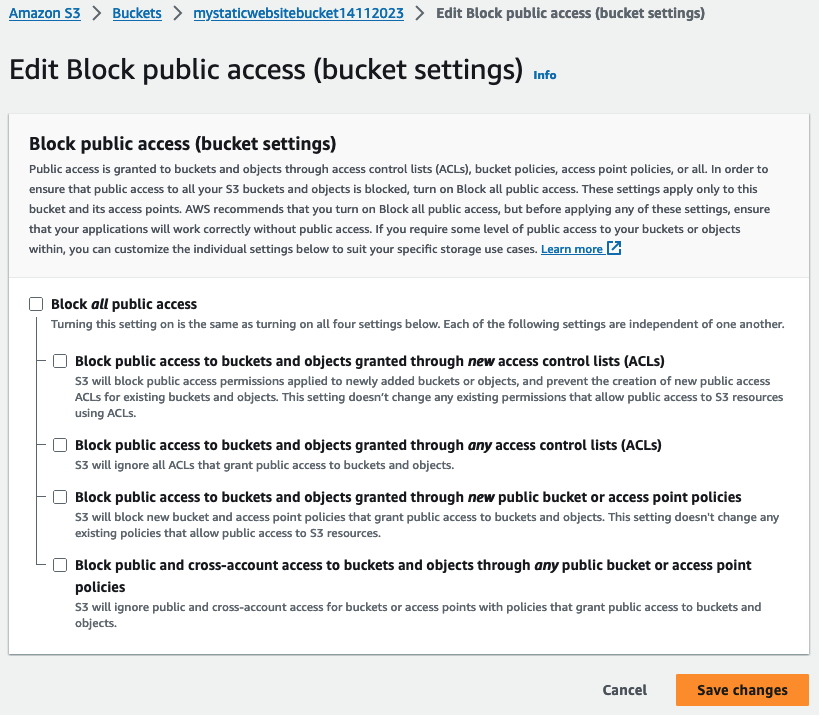 Amazon S3 > Buckets > mystaticwebsitebucket14112023 > Edit Block public access (bucket settings)
Edit Block public access (bucket settings) Info
Block public access (bucket settings)
Public access is granted to buckets and objects through access control lists (ACLs), bucket policies, access point policies, or all. In order to
ensure that public access to all your S3 buckets and objects is blocked, turn on Block all public access. These settings apply only to this
bucket and its access points. AWS recommends that you turn on Block all public access, but before applying any of these settings, ensure
that your applications will work correctly without public access. If you require some level of public access to your buckets or objects
within, you can customize the individual settings below to suit your specific storage use cases. Learn more
Block all public access
Turning this setting on is the same as turning on all four settings below. Each of the following settings are independent of one another.
Block public access to buckets and objects granted through new access control lists (ACLs)
S3 will block public access permissions applied to newly added buckets or objects, and prevent the creation of new public access
ACLs for existing buckets and objects. This setting doesn’t change any existing permissions that allow public access to S3 resources
using ACLs.
Block public access to buckets and objects granted through any access control lists (ACLs)
S3 will ignore all ACLs that grant public access to buckets and objects.
Block public access to buckets and objects granted through new public bucket or access point policies
S3 will block new bucket and access point policies that grant public access to buckets and objects. This setting doesn't change any
existing policies that allow public access to S3 resources.
Block public and cross-account access to buckets and objects through any public bucket or access point
policies
S3 will ignore public and cross-account access for buckets or access points with policies that grant public access to buckets and
objects.
Cancel Save changes